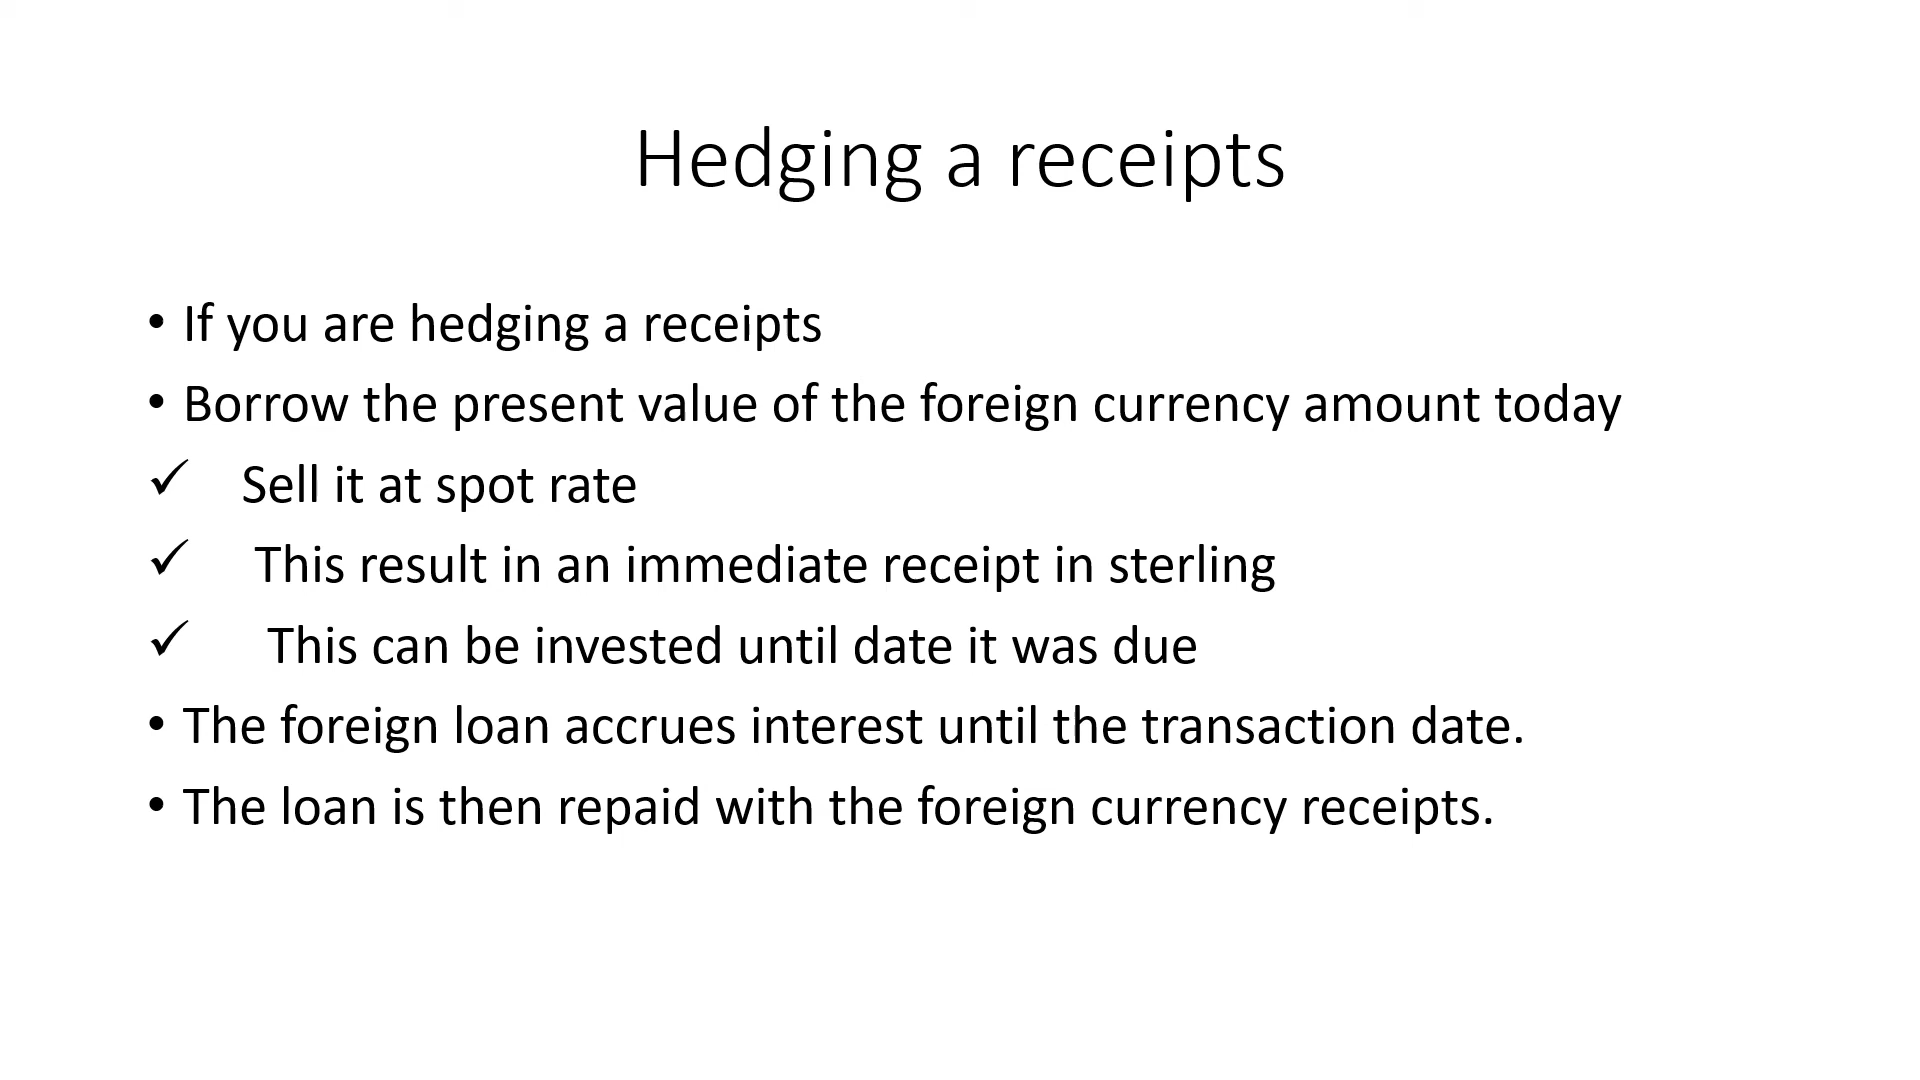 Hedging a receipts
• If you are hedging a receipts
• Borrow the present value of the foreign currency amount today
✓ Sell it at spot rate
✓ This result in an immediate receipt in sterling
✓ This can be invested until date it was due
• The foreign loan accrues interest until the transaction date.
• The loan is then repaid with the foreign currency receipts.